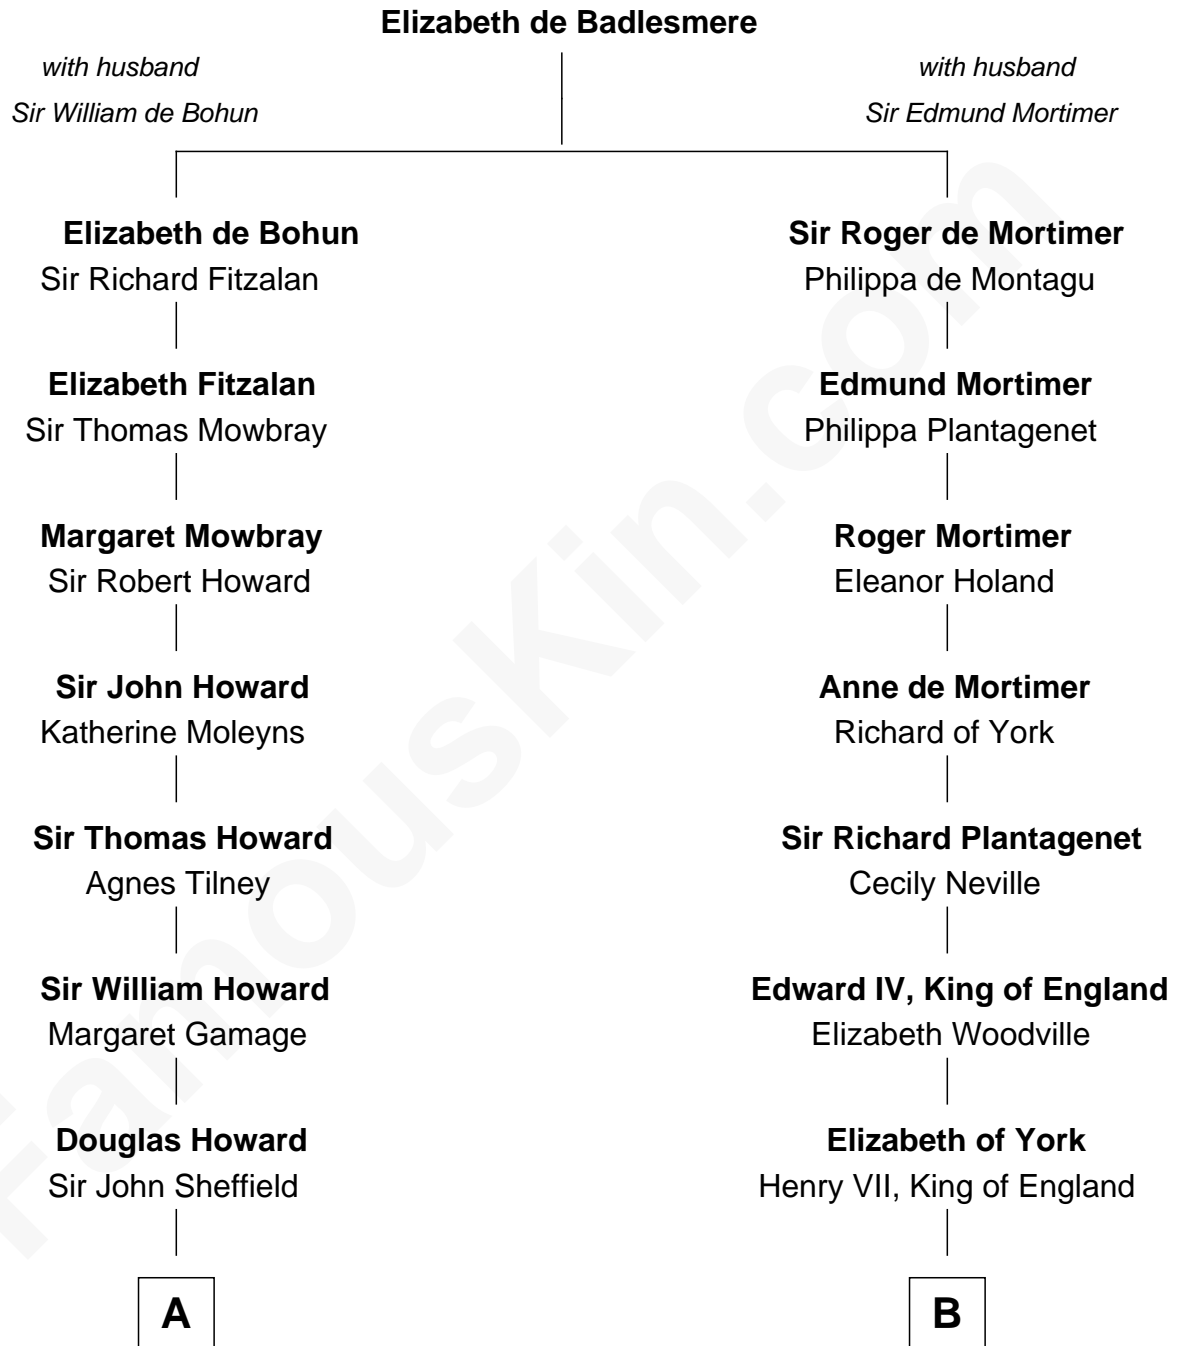 Elizabeth de Badlesmere
with husband
Sir William de Bohun
with husband
Sir Edmund Mortimer
Elizabeth de Bohun
Sir Richard Fitzalan
Sir Roger de Mortimer
Philippa de Montagu
Elizabeth Fitzalan
Sir Thomas Mowbray
Edmund Mortimer
Philippa Plantagenet
Margaret Mowbray
Sir Robert Howard
Roger Mortimer
Eleanor Holand
Sir John Howard
Katherine Moleyns
Anne de Mortimer
Richard of York
Sir Thomas Howard
Agnes Tilney
Sir Richard Plantagenet
Cecily Neville
Sir William Howard
Margaret Gamage
Edward IV, King of England
Elizabeth Woodville
Douglas Howard
Sir John Sheffield
Elizabeth of York
Henry VII, King of England
A
B
FamousKin.com